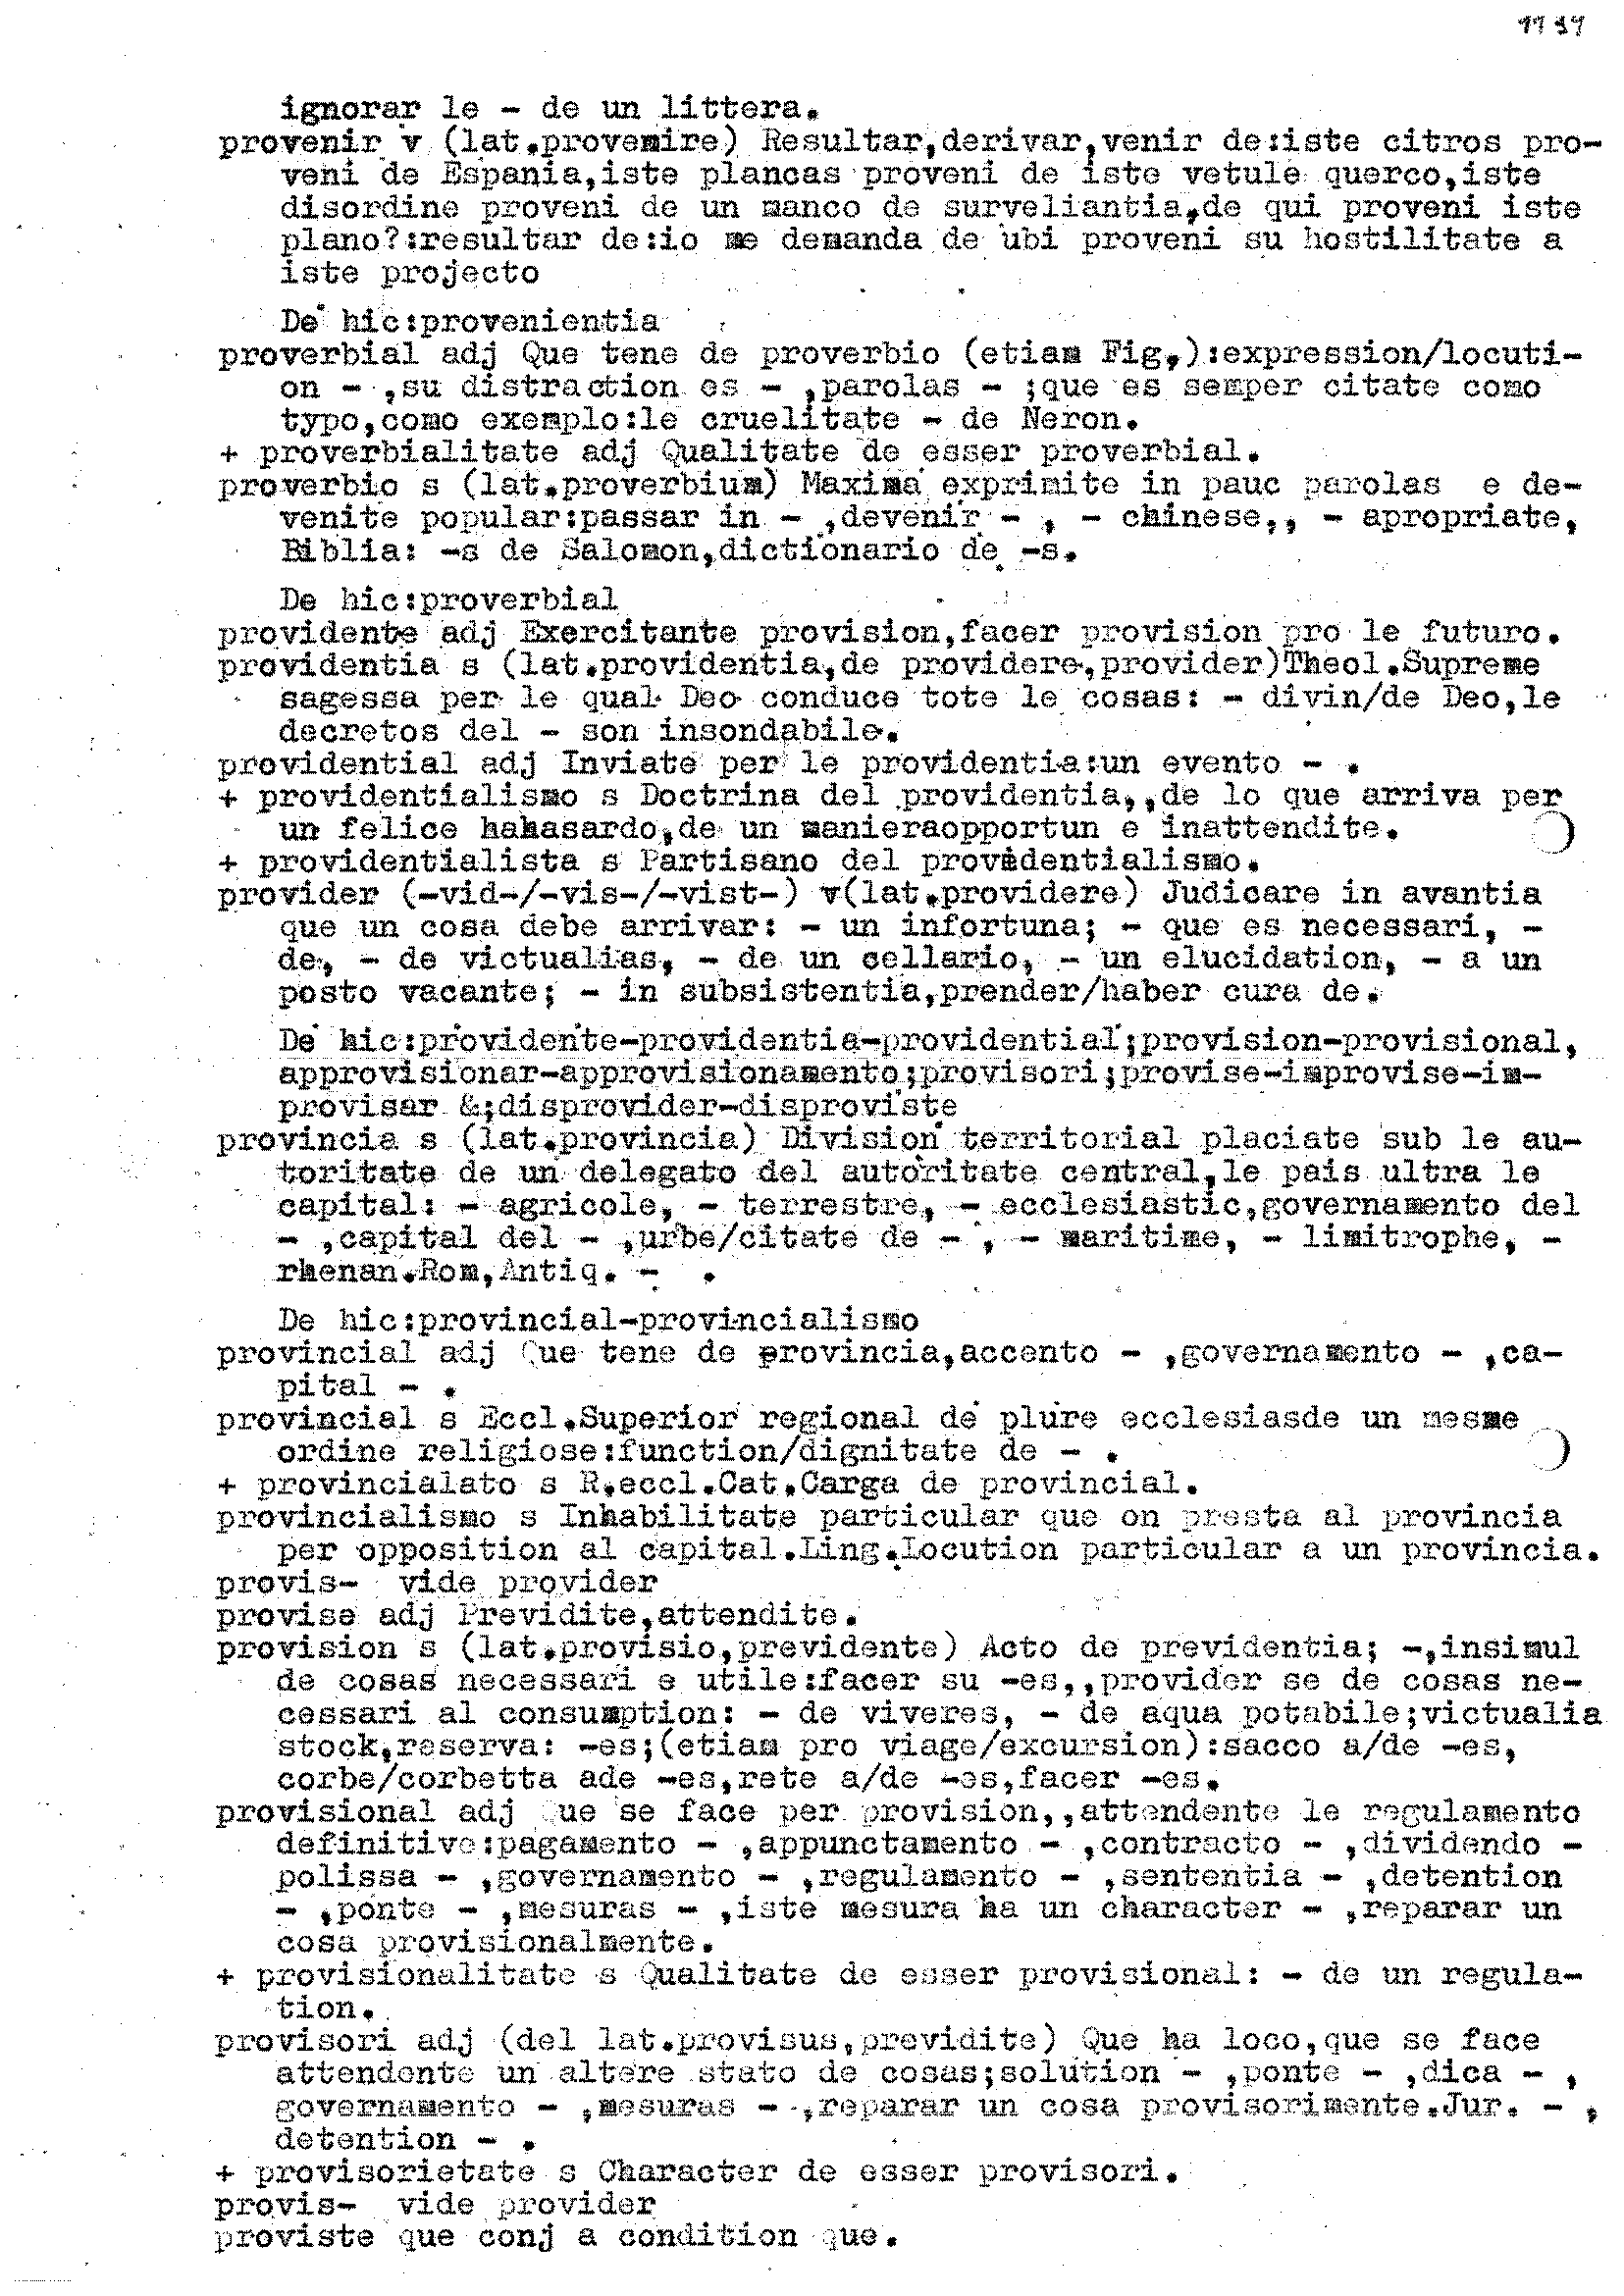 ignorar le - de un littera.
provenir v (lat.provenire) Resultar,derivar,venir de:iste citros pro-
veni de Espania,iste plancas proveni de iste vetule querco,iste
disordine proveni de un manco de surveliantia,de qui proveni iste
plano?:resultar de:io me demanda de ubi proveni su hostilitate a
iste projecto
De hic:provenientia
proverbial adj Que tene de proverbio (etiam Fig,):expression/locuti-
on - ,su distraction es - ,parolas - ;que es semper citate como
typo,como exemplo:le cruelitate - de Neron.
+ proverbialitate adj Qualitate de esser proverbial.
proverbio s (lat.proverbium) Maxima exprimite in pauc parolas e de-
venite popular:passar in - ,devenir - , - chinese,, - apropriate,
Biblia: -s de Salomon,dictionario de -s.
De hic:proverbial
providente adj Exercitante provision,facer provision pro le futuro.
providentia s (lat.providentia,de providere,provider)Theol.Supreme
sagessa per le qual Deo conduce tote le cosas: - divin/de Deo,le
decretos del - son insondabile.
providential adj Inviate per le providentia:un evento - .
+ providentialismo s Doctrina del providentia,,de lo que arriva per
un felice hahasardo,de un manieraopportun e inattendite.
+ providentialista s Partisano del providentialismo.
provider (-vid-/-vis-/-vist-) v(lat.providere) Judicare in avantia
que un cosa debe arrivar: - un infortuna; - que es necessari, -
de, - de victualias, - de un cellario, - un elucidation, - a un
posto vacante; - in subsistentia,prender/haber cura de.
De hic:providente-providentia-providential;provision-provisional,
approvisionar-approvisionamento;provisori;provise-improvise-im-
provisar &;disprovider-disproviste
provincia s (lat.provincia) Division territorial placiate sub le au-
toritate de un delegato del autoritate central,le pais ultra le
capital: - agricole, - terrestre, - ecclesiastic,governamento del
- ,capital del - ,urbe/citate de - , - maritime, - limitrophe, -
rhenan.Rom,Antiq. - .
De hic:provincial-provincialismo
provincial adj Que tene de provincia,accento - ,governamento - ,ca-
pital - .
provincial s Eccl.Superior regional de plure ecclesiasde un mesme
ordine religiose:function/dignitate de - .
+ provincialato s R.eccl.Cat.Carga de provincial.
provincialismo s Inhabilitate particular que on presta al provincia
per opposition al capital.Ling.Locution particular a un provincia.
provis- vide provider
provise adj Previdite,attendite.
provision s (lat.provisio,previdente) Acto de previdentia; -,insimul
de cosas necessari e utile:facer su -es,,provider se de cosas ne-
cessari al consumption: - de viveres, - de aqua potabile;victualia
stock,reserva: -es;(etiam pro viage/excursion):sacco a/de -es,
corbe/corbetta ade -es,rete a/de -es,facer -es.
provisional adj Que se face per provision,,attendente le regulamento
definitive:pagamento - ,appunctamento - ,contracto - ,dividendo -
polissa - ,governamento - ,regulamento - ,sententia - ,detention
- ,ponte - ,mesuras - ,iste mesura ha un character - ,reparar un
cosa provisionalmente.
+ provisionalitate s Qualitate de esser provisional: - de un regula-
tion.
provisori adj (del lat.provisus,previdite) Que ha loco,que se face
attendente un altere stato de cosas;solution - ,ponte - ,dica - ,
governamento - ,mesuras - ,reparar un cosa provisorimente.Jur. - ,
detention - .
+ provisorietate s Character de esser provisori.
provis- vide provider
proviste que conj a condition que.